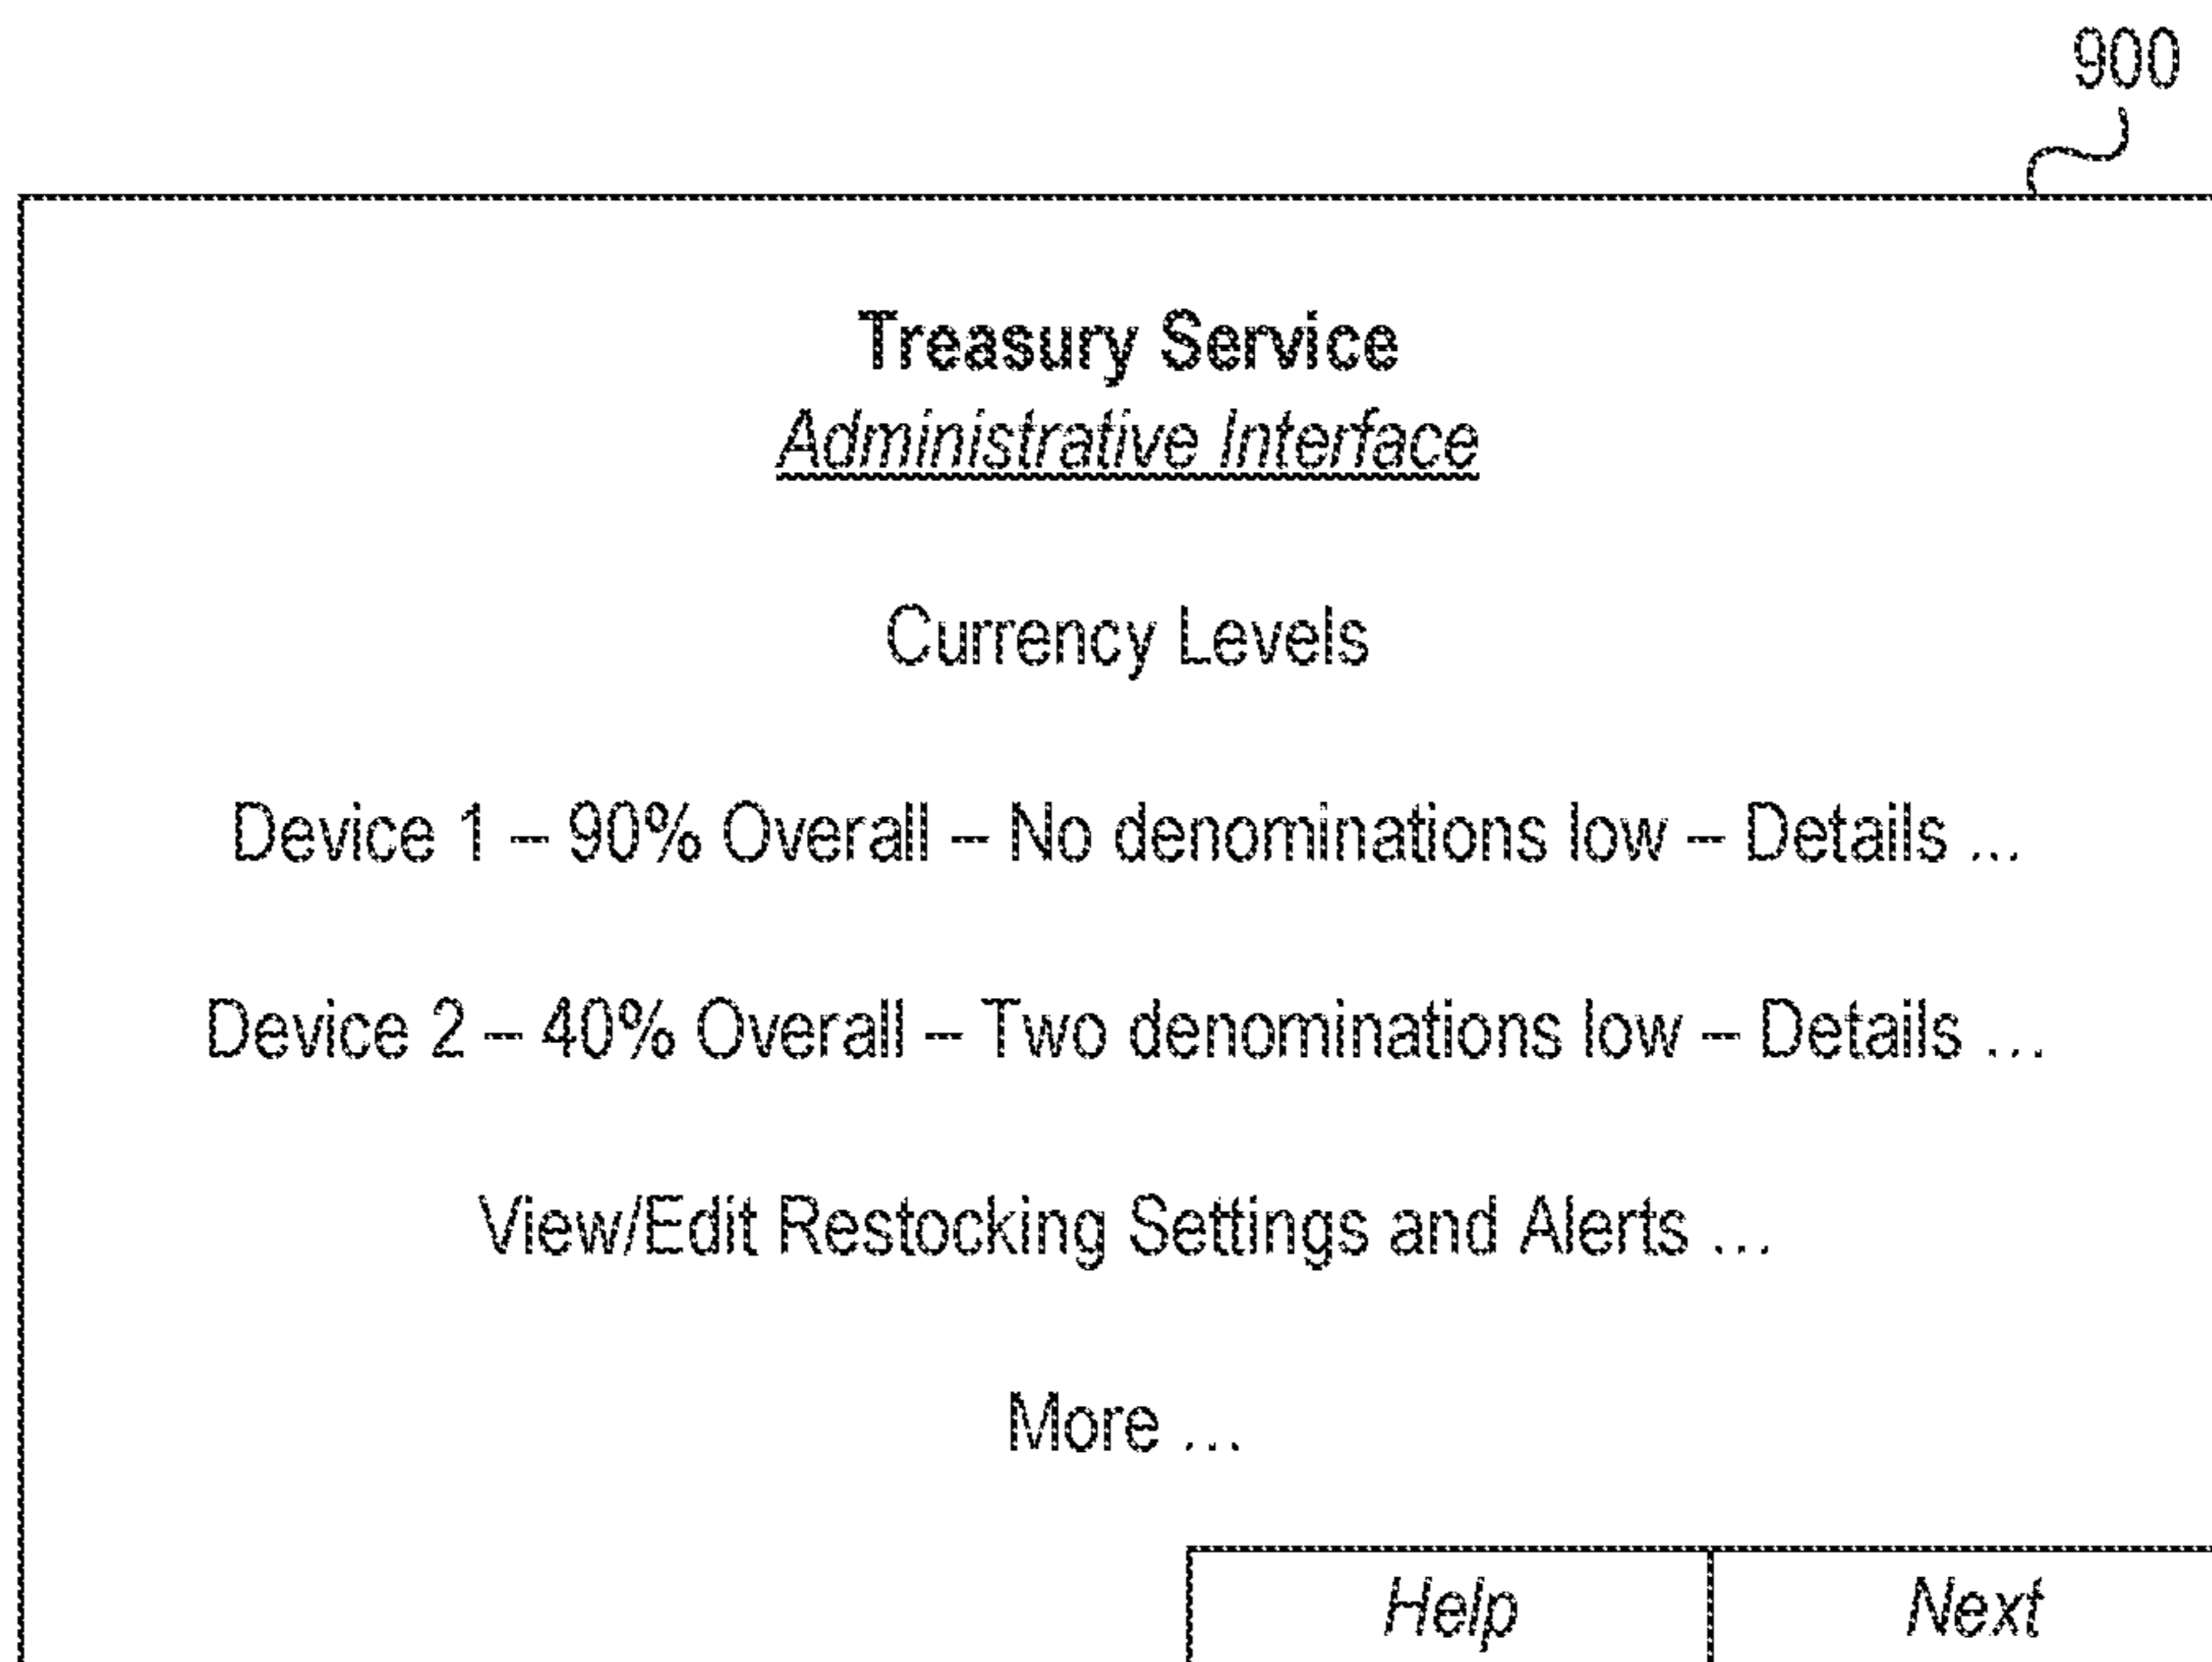 900
Treasury Service
Administrative Interface
Currency Levels
Device 1 – 90% Overall – No denominations low – Details ...
Device 2 – 40% Overall – Two denominations low – Details ...
View/Edit Restocking Settings and Alerts ...
More ...
Help Next